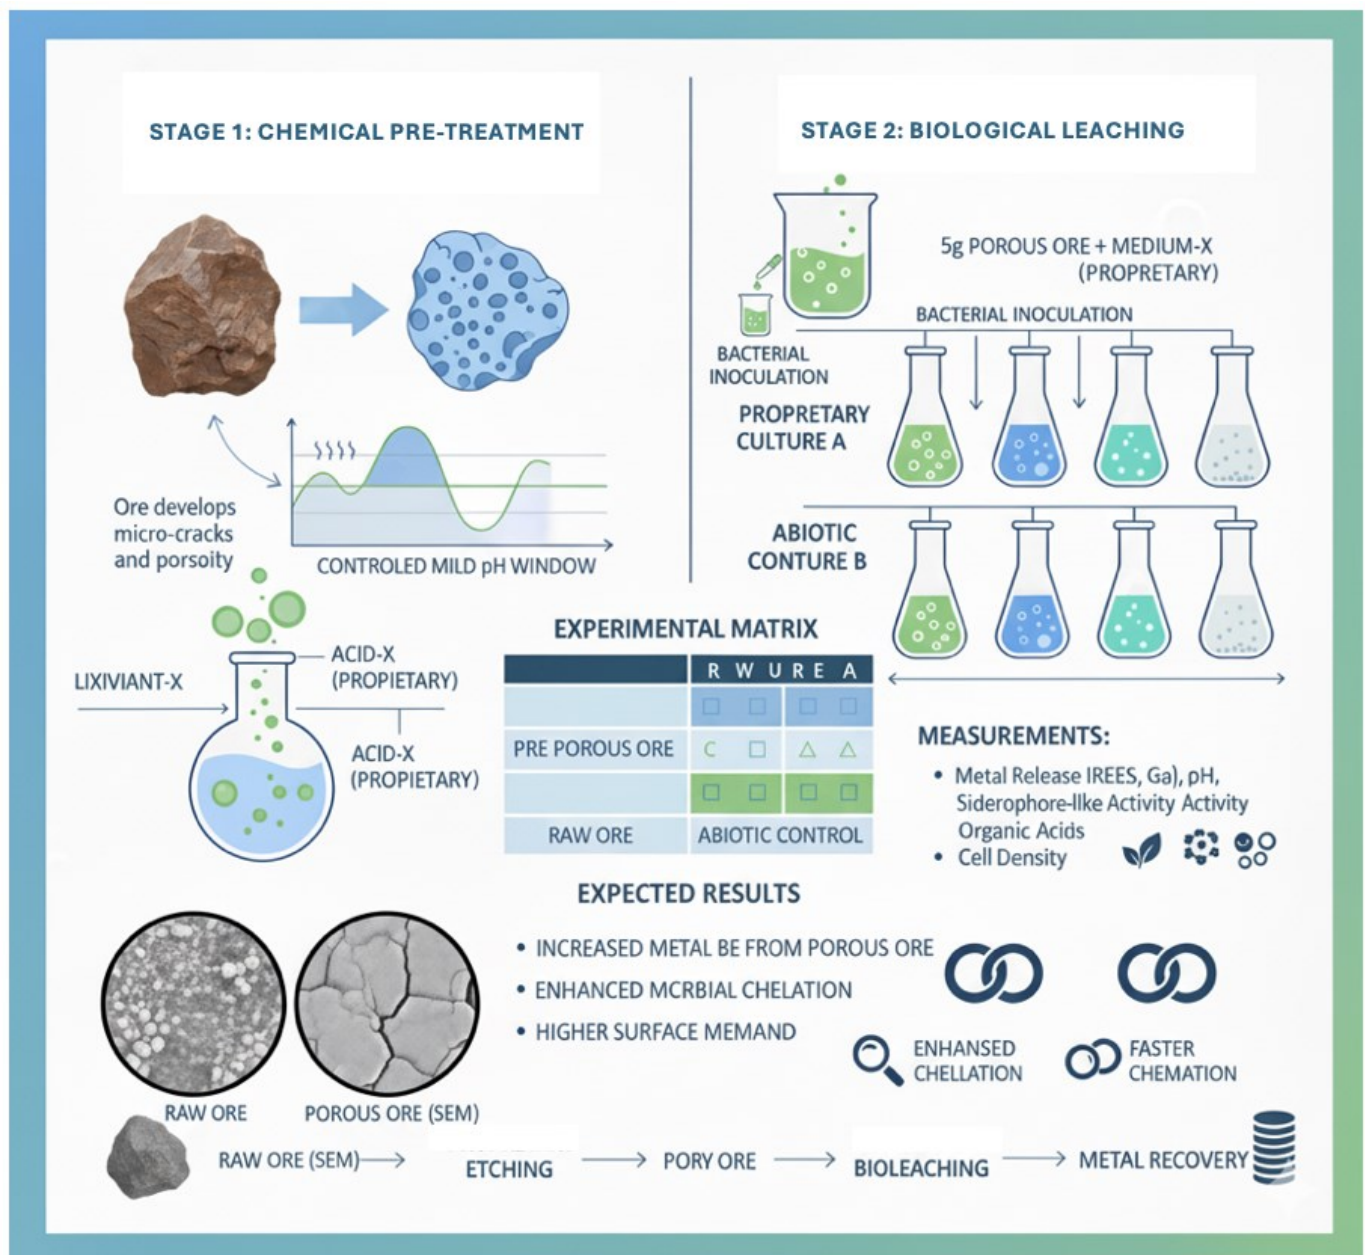 STAGE 1: CHEMICAL PRE-TREATMENT
Ore develops
micro-cracks
and porsoity
CONTROLED MILD pH WINDOW
LIXIVIANT-X
ACID-X
(PROPIETARY)
ACID-X
(PROPIETARY)
STAGE 2: BIOLOGICAL LEACHING
5g POROUS ORE + MEDIUM-X
(PROPRETARY)
BACTERIAL INOCULATION
BACTERIAL
INOCULATION
PROPRETARY
CULTURE A
ABIOTIC
CONTURE B
EXPERIMENTAL MATRIX
R W U R E A
PRE POROUS ORE C □ △ △
RAW ORE ABIOTIC CONTROL
MEASUREMENTS:
• Metal Release IREES, Ga), pH,
Siderophore-lIke Activity Activity
Organic Acids
• Cell Density
EXPECTED RESULTS
• INCREASED METAL BE FROM POROUS ORE
• ENHANCED MCRBIAL CHELATION
• HIGHER SURFACE MEMAND
ENHANSED
CHELLATION
FASTER
CHEMATION
RAW ORE
POROUS ORE (SEM)
RAW ORE (SEM)
ETCHING
PORY ORE
BIOLEACHING
METAL RECOVERY